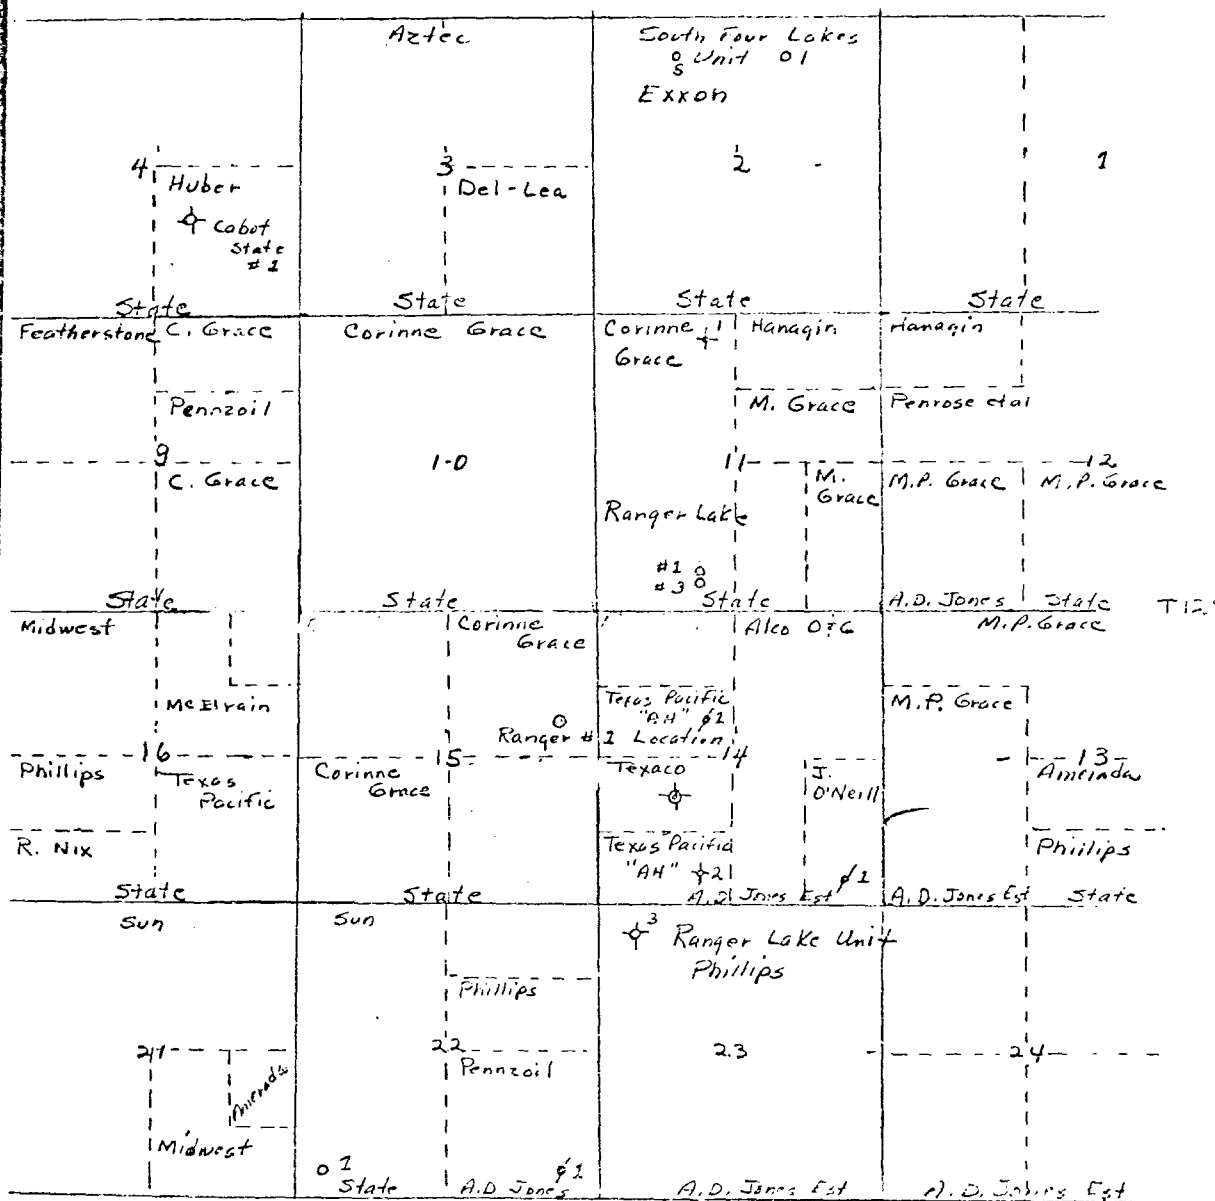 Aztec
South Four Lakes
Unit 01
S
Exxon
4
3
2
1
Huber
Cabot
State
#1
Del-Lea
State
State
State
State
Featherstone
C. Grace
Corinne Grace
Corinne
Grace
1
Hanagin
Hanagin
Pennzoil
M. Grace
Penrose etal
9
10
11
12
C. Grace
M.
Grace
M.P. Grace
M.P. Grace
Ranger Lake
#1
#3
State
State
State
A.D. Jones
State
T12
Midwest
Corinne
Grace
Alco O&G
M.P. Grace
McElvain
Texas Pacific
"AH" 1
M.P. Grace
Ranger #1 Location
16
15
14
13
Phillips
Texas
Pacific
Corinne
Grace
Texaco
J.
O'Neill
Amerada
R. Nix
Texas Pacific
"AH" 2
Phillips
1
State
State
A.D. Jones Est
A.D. Jones Est
State
Sun
Sun
3
Ranger Lake Unit
Phillips
Phillips
21
22
23
24
Amerada
Pennzoil
Midwest
1
State
1
A.D. Jones
A.D. Jones Est
A.D. Jones Est